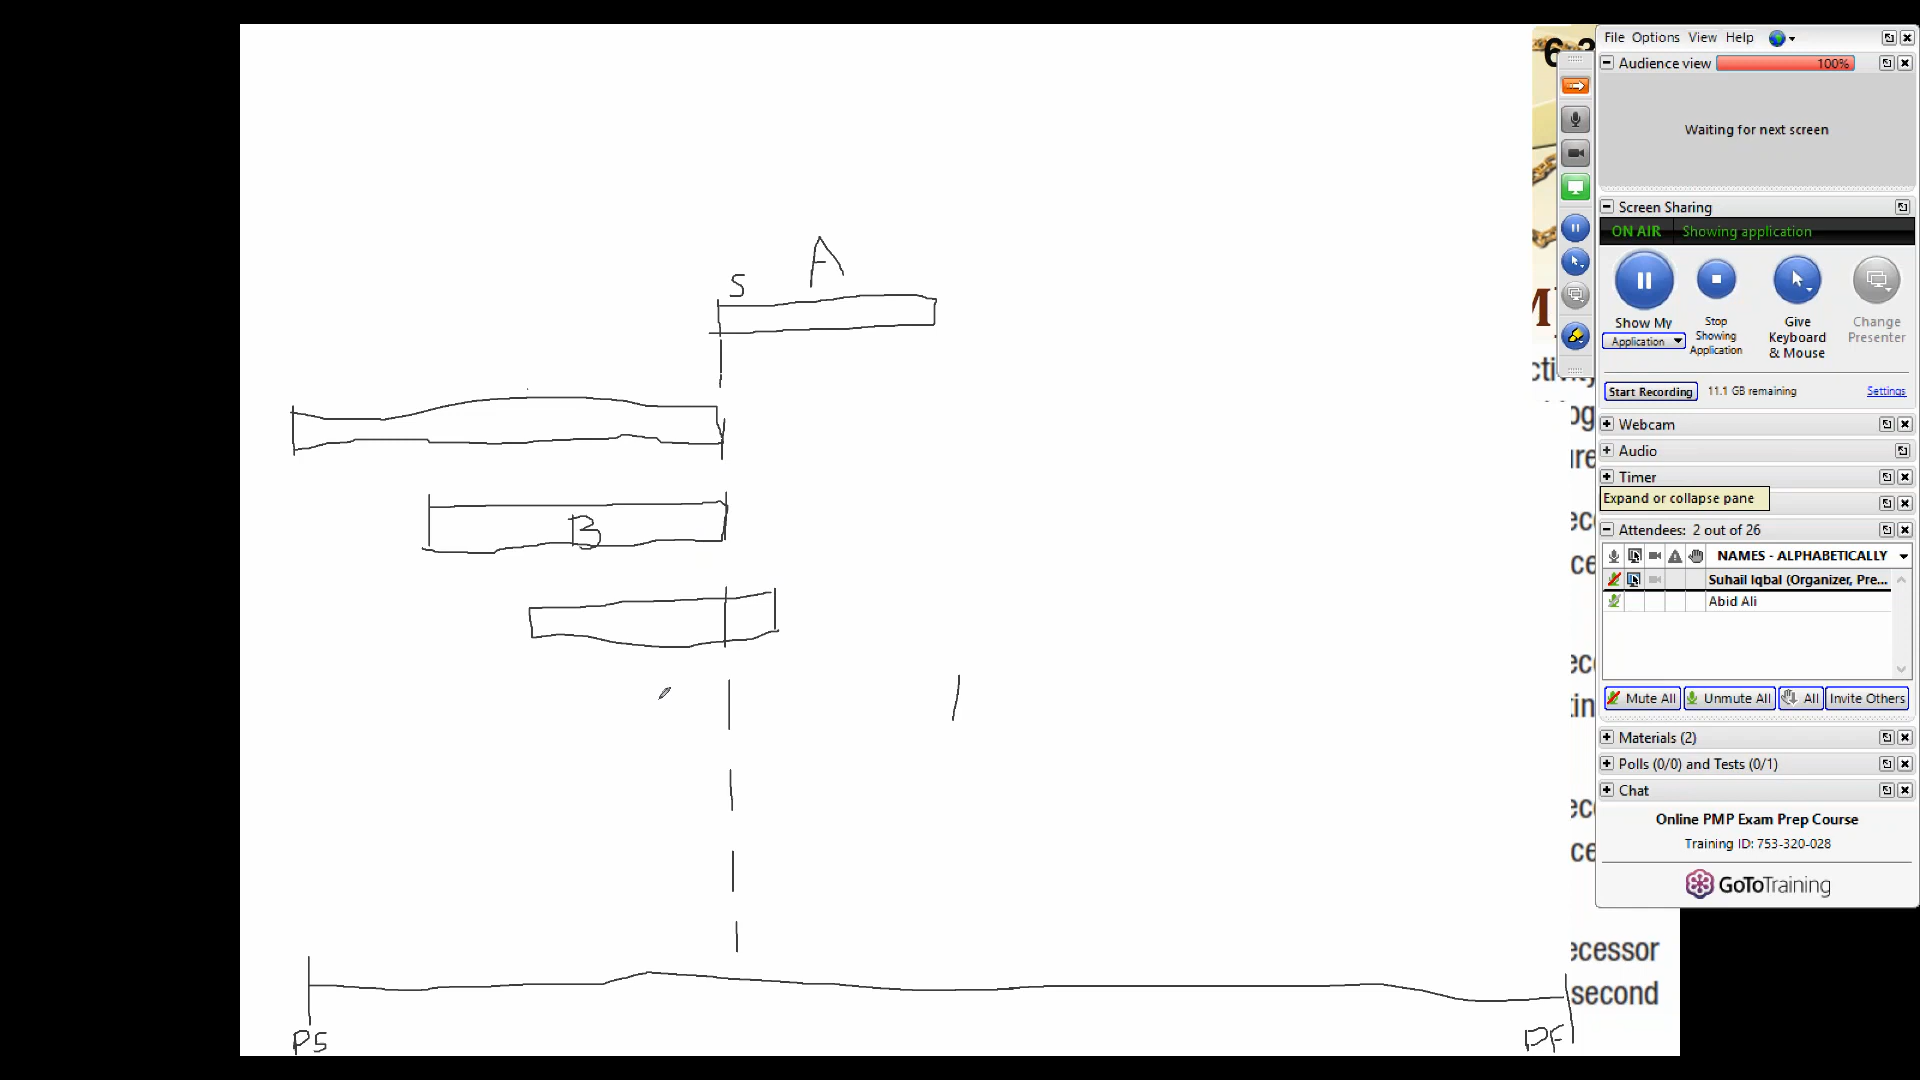 S
A
B
PS
PF
File Options View Help
Audience view 100%
Waiting for next screen
Screen Sharing
ON AIR Showing application
Show My
Application
Stop
Showing
Application
Give
Keyboard
& Mouse
Change
Presenter
Start Recording 11.1 GB remaining Settings
Webcam
Audio
Timer
Expand or collapse pane
Attendees: 2 out of 26
NAMES - ALPHABETICALLY
Suhail Iqbal (Organizer, Pre...
Abid Ali
Mute All Unmute All All Invite Others
Materials (2)
Polls (0/0) and Tests (0/1)
Chat
Online PMP Exam Prep Course
Training ID: 753-320-028
GoToTraining
ecessor
second